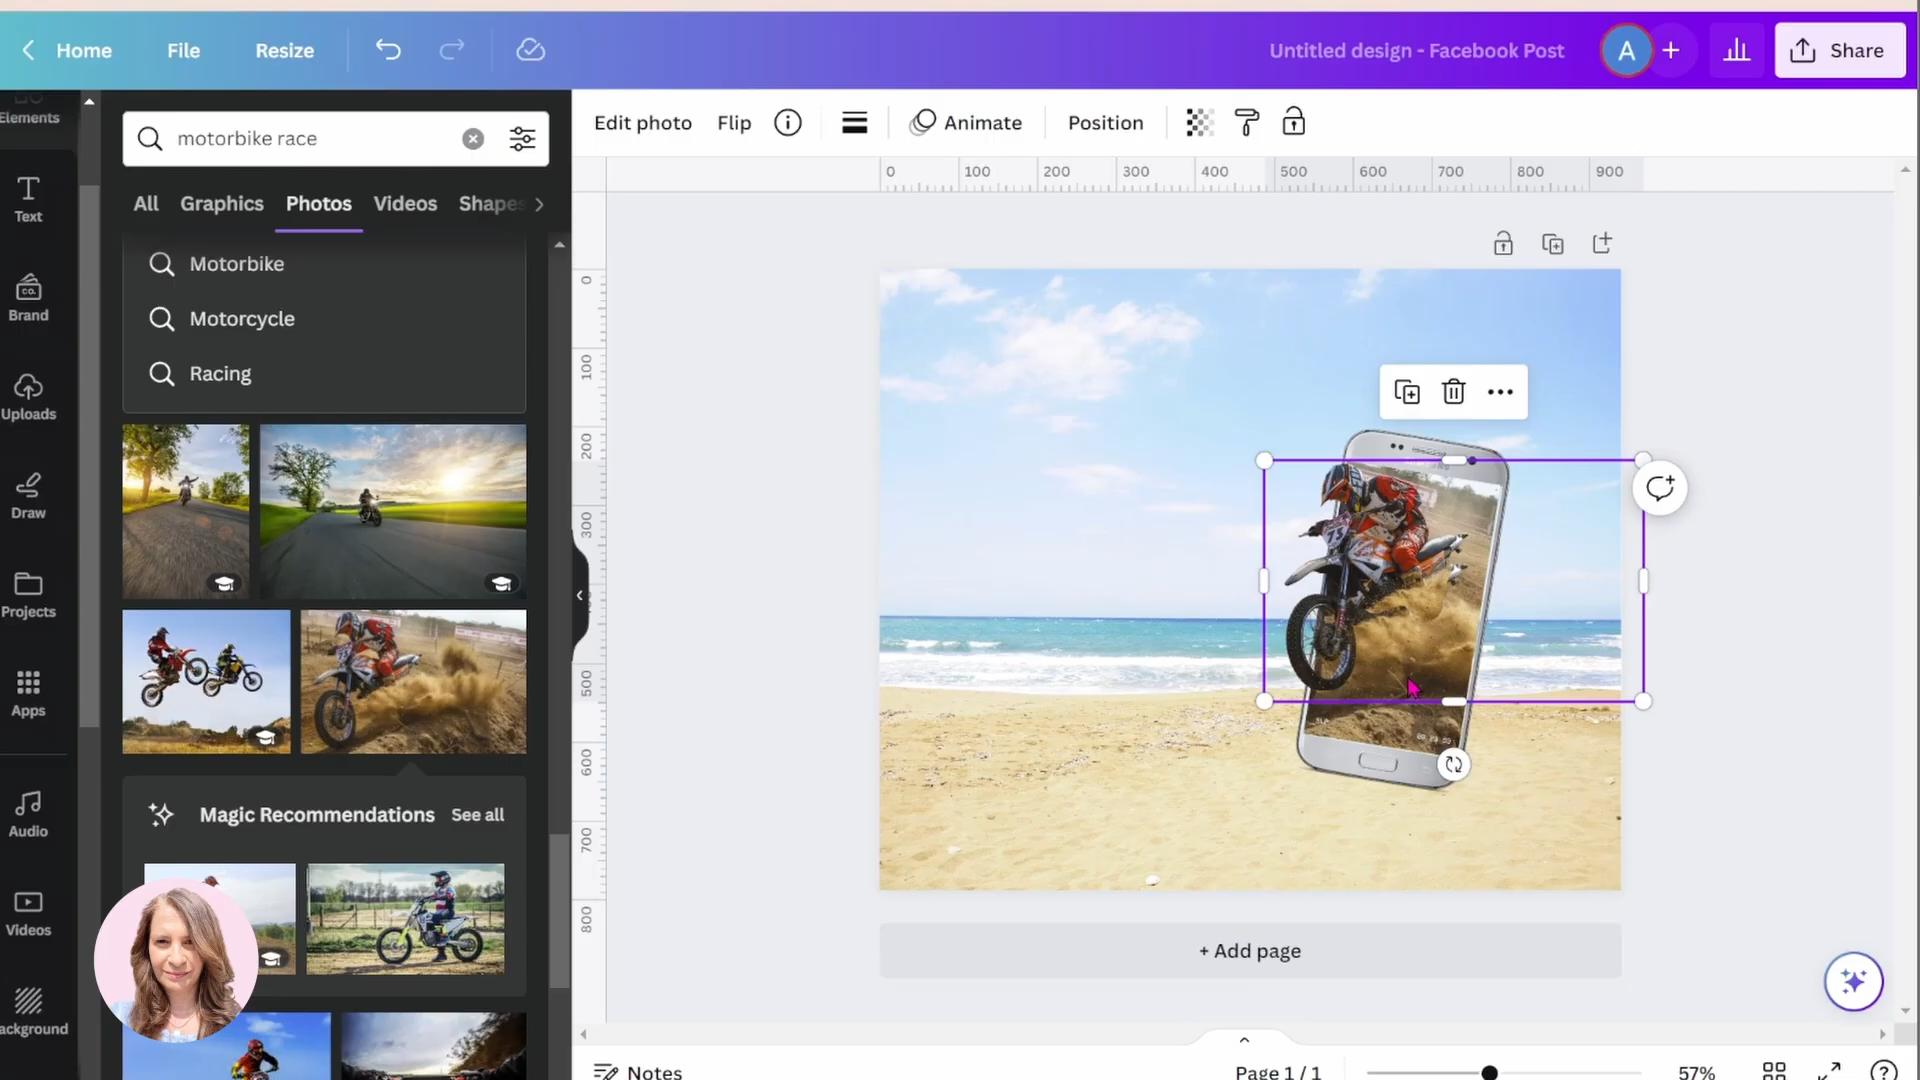 Home File Resize Untitled design - Facebook Post A Share
Elements
Text
Brand
Uploads
Draw
Projects
Apps
Audio
Videos
ackground
motorbike race
All Graphics Photos Videos Shapes
Motorbike
Motorcycle
Racing
Magic Recommendations See all
Edit photo Flip Animate Position
0 100 200 300 400 500 600 700 800 900
0
100
200
300
500
600
700
800
+ Add page
Notes Page 1 / 1 57%